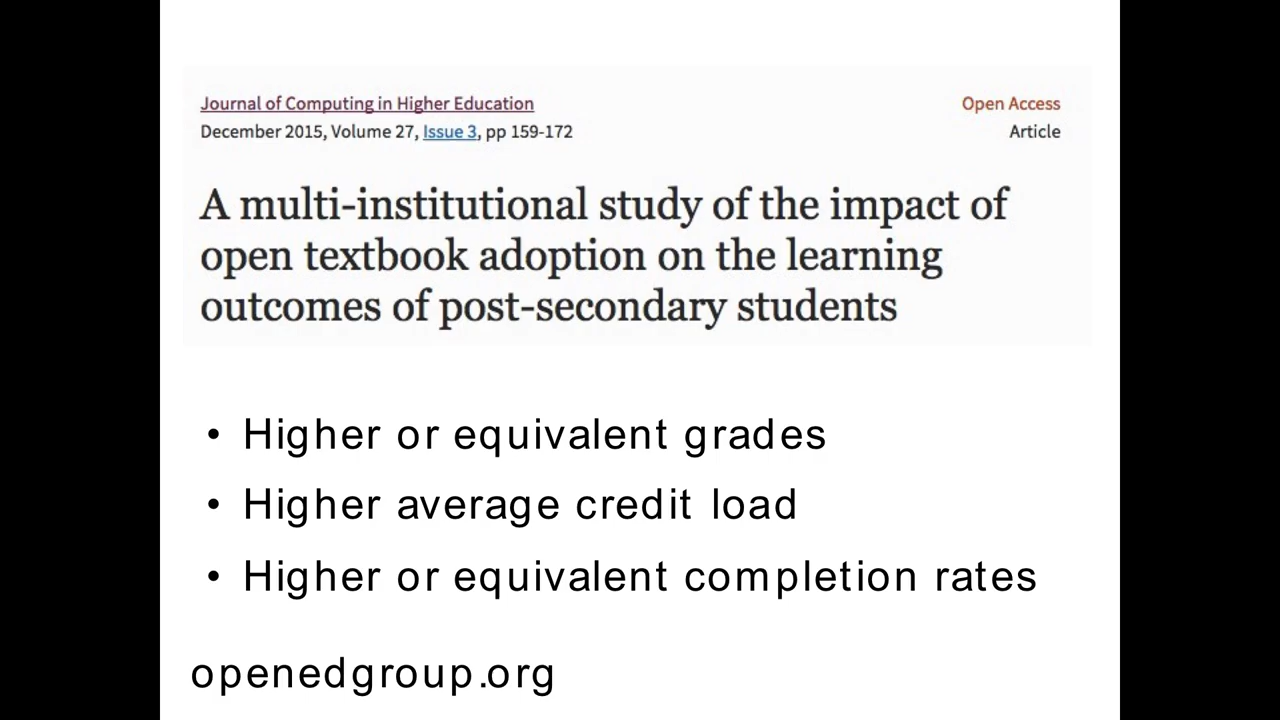 Journal of Computing in Higher Education Open Access
December 2015, Volume 27, Issue 3, pp 159-172 Article
A multi-institutional study of the impact of
open textbook adoption on the learning
outcomes of post-secondary students
• Higher or equivalent grades
• Higher average credit load
• Higher or equivalent completion rates
openedgroup.org